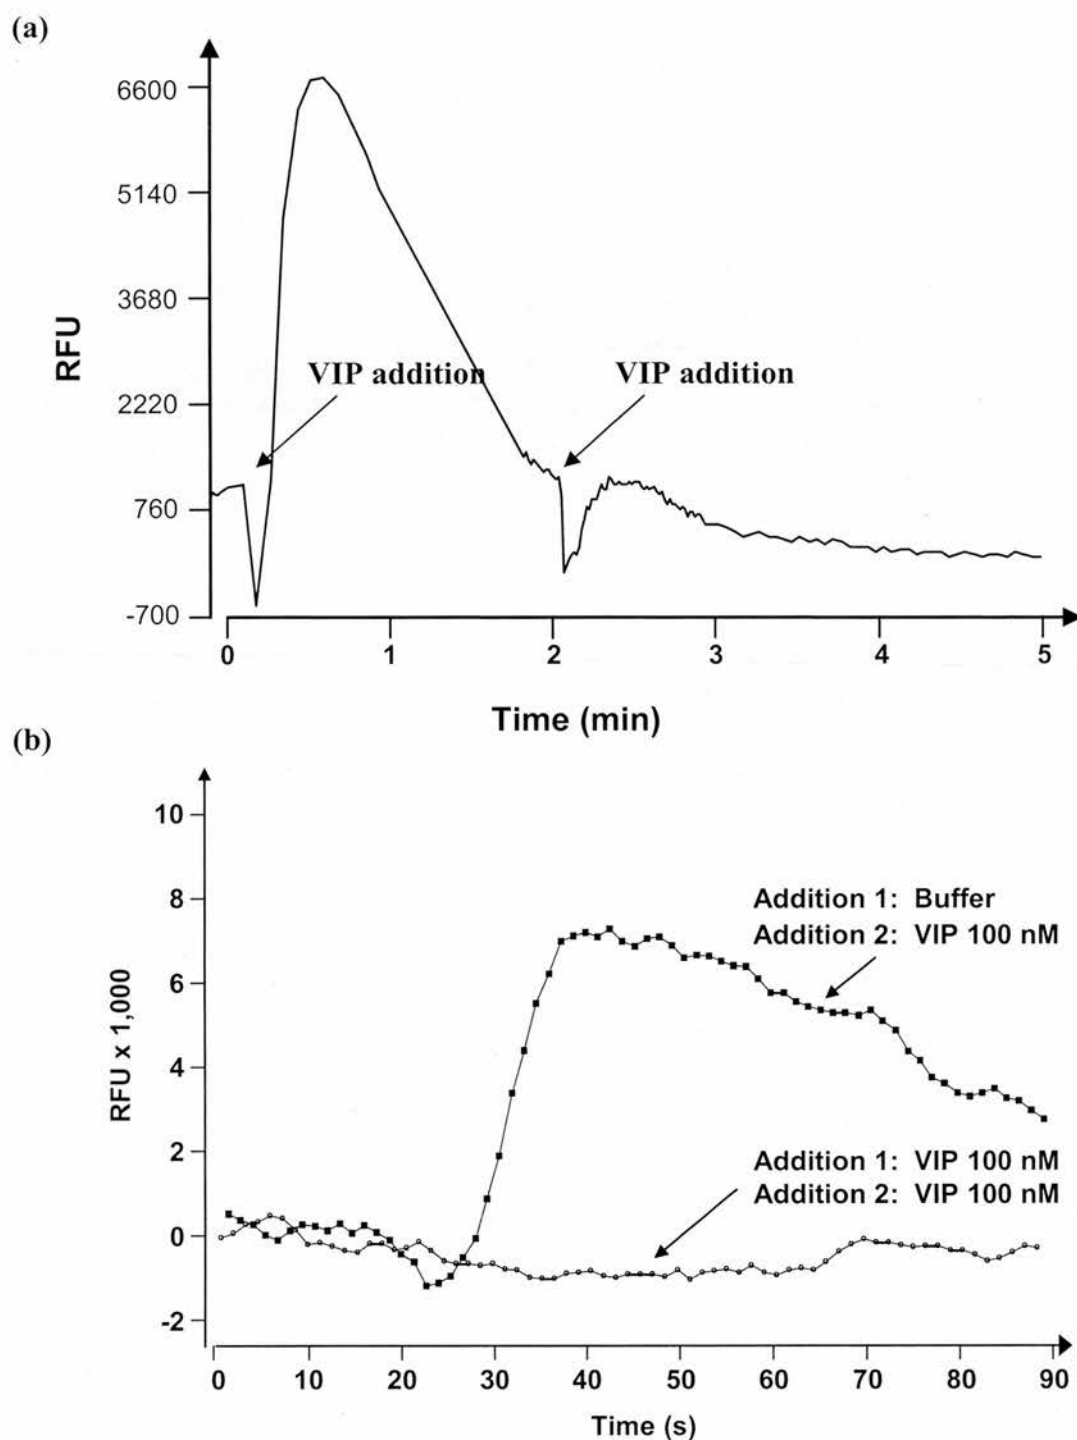 (a)
6600
5140
3680
2220
760
-700
RFU
VIP addition
VIP addition
0 1 2 3 4 5
Time (min)
(b)
10
8
6
4
2
0
-2
RFU x 1,000
Addition 1: Buffer
Addition 2: VIP 100 nM
Addition 1: VIP 100 nM
Addition 2: VIP 100 nM
0 10 20 30 40 50 60 70 80 90
Time (s)